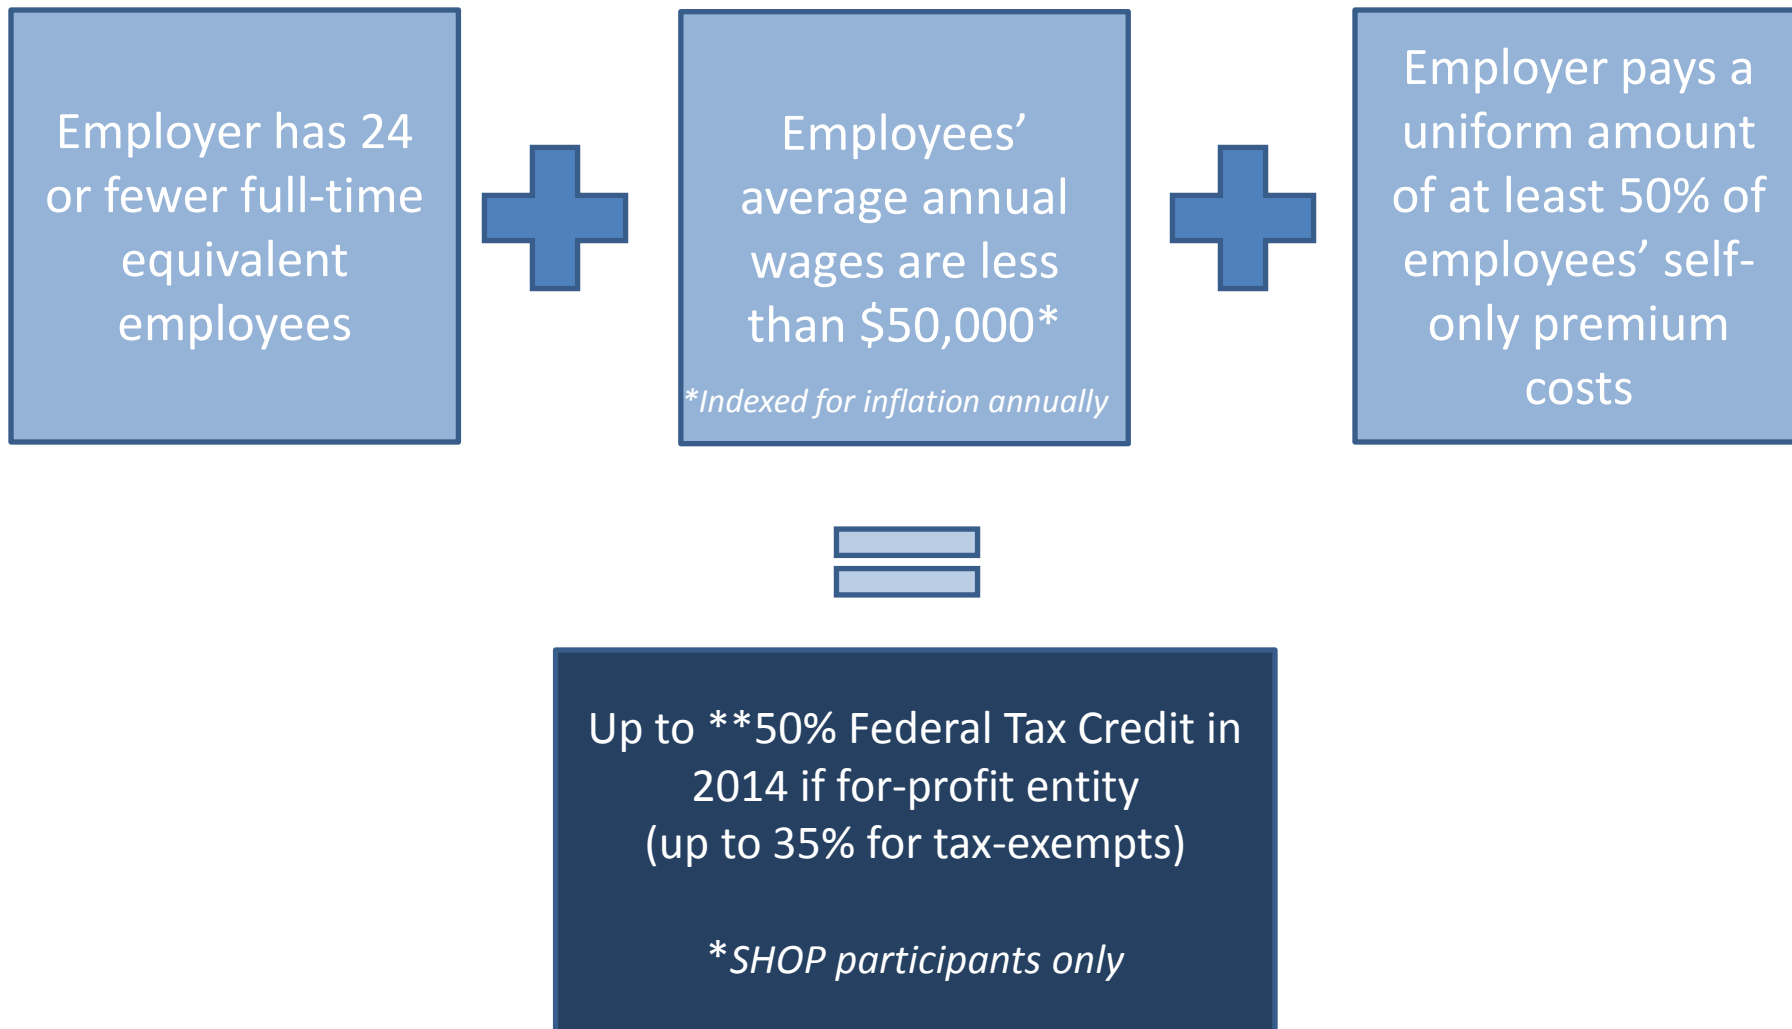 Employer has 24
or fewer full-time
equivalent
employees
Employees’
average annual
wages are less
than $50,000*
*Indexed for inflation annually
Employer pays a
uniform amount
of at least 50% of
employees’ self-
only premium
costs
Up to **50% Federal Tax Credit in
2014 if for-profit entity
(up to 35% for tax-exempts)
*SHOP participants only